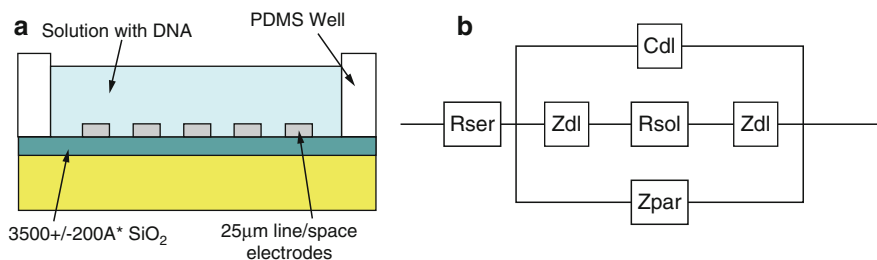 a
Solution with DNA
PDMS Well
3500+/-200A* SiO₂
25μm line/space
electrodes
b
Cdl
Rser
Zdl
Rsol
Zdl
Zpar